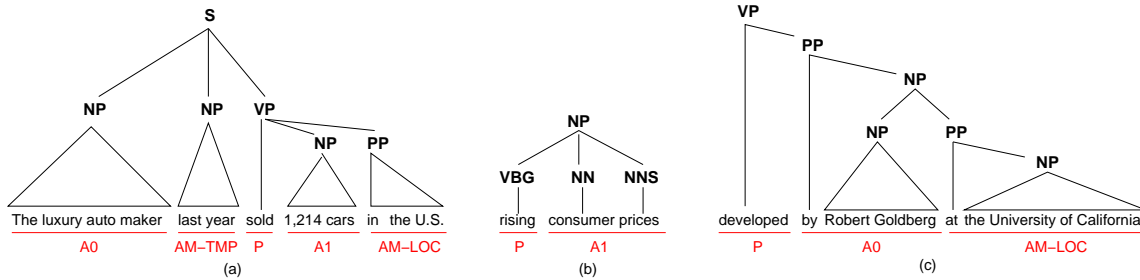 S
NP NP VP
NP PP
The luxury auto maker last year sold 1,214 cars in the U.S.
A0 AM–TMP P A1 AM–LOC
(a)
NP
VBG NN NNS
rising consumer prices
P A1
(b)
VP
PP
NP
NP PP
NP
developed by Robert Goldberg at the University of California
P A0 AM–LOC
(c)